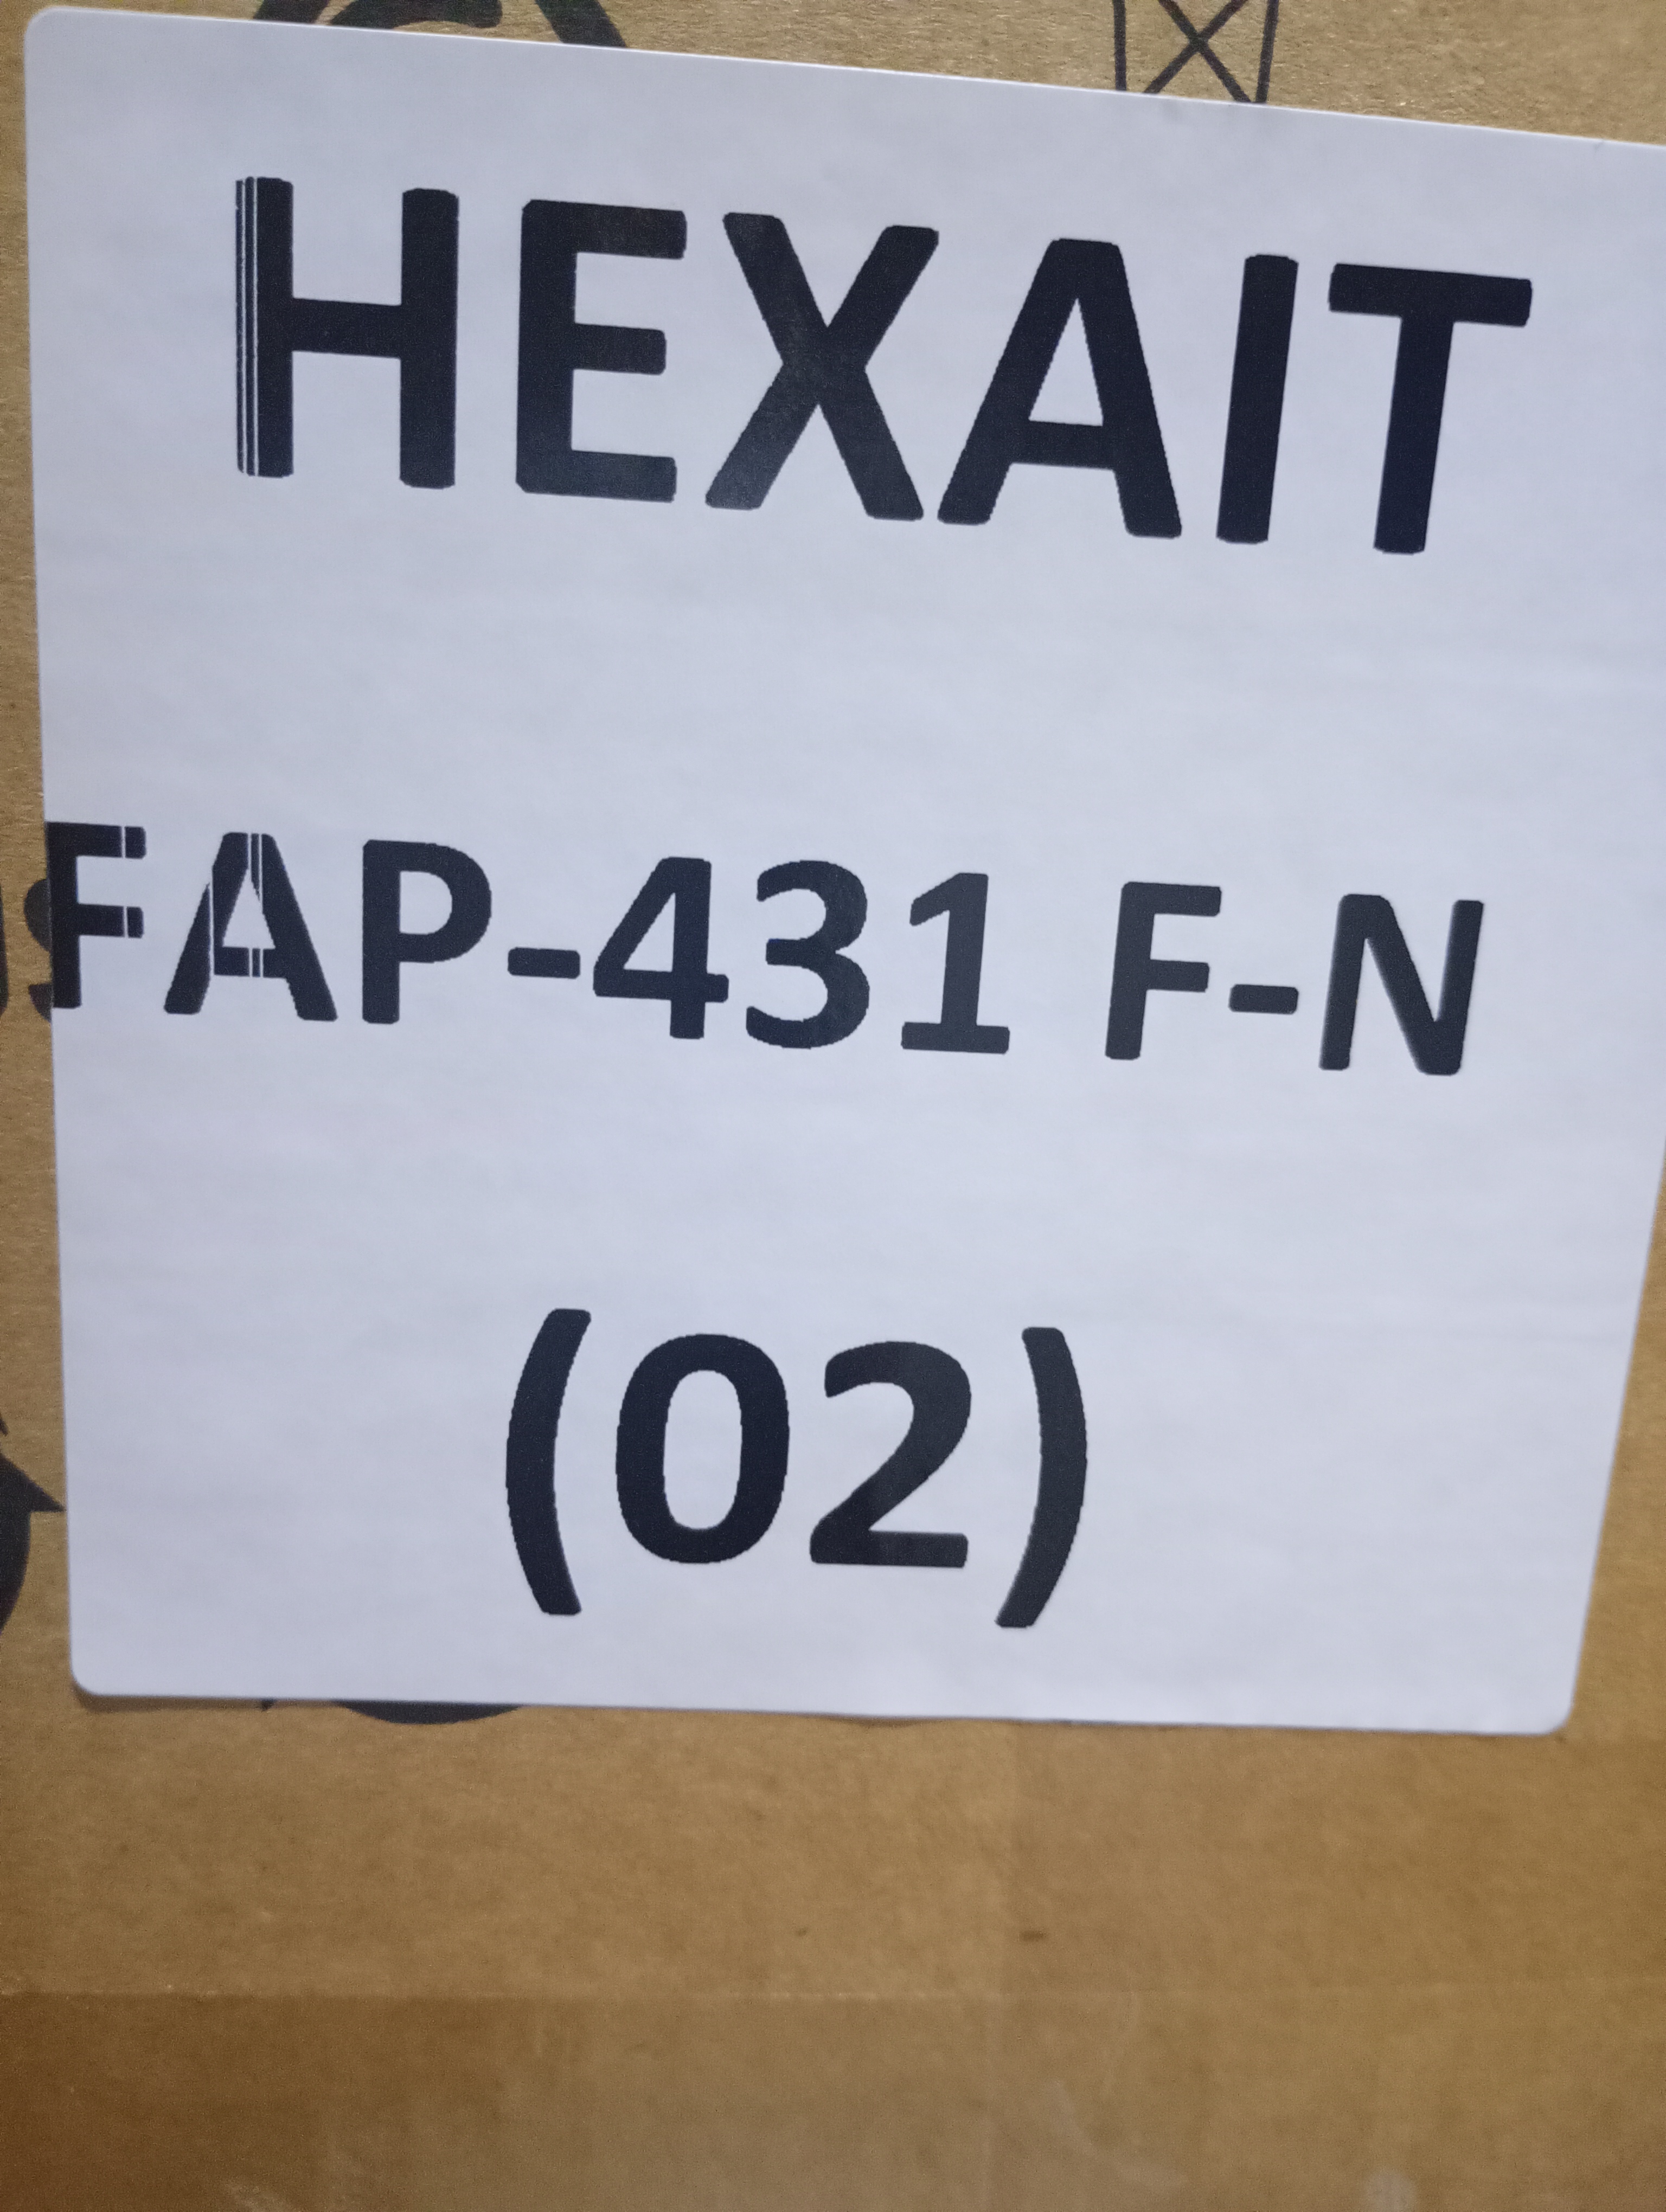 HEXAIT
FAP-431 F-N
(02)